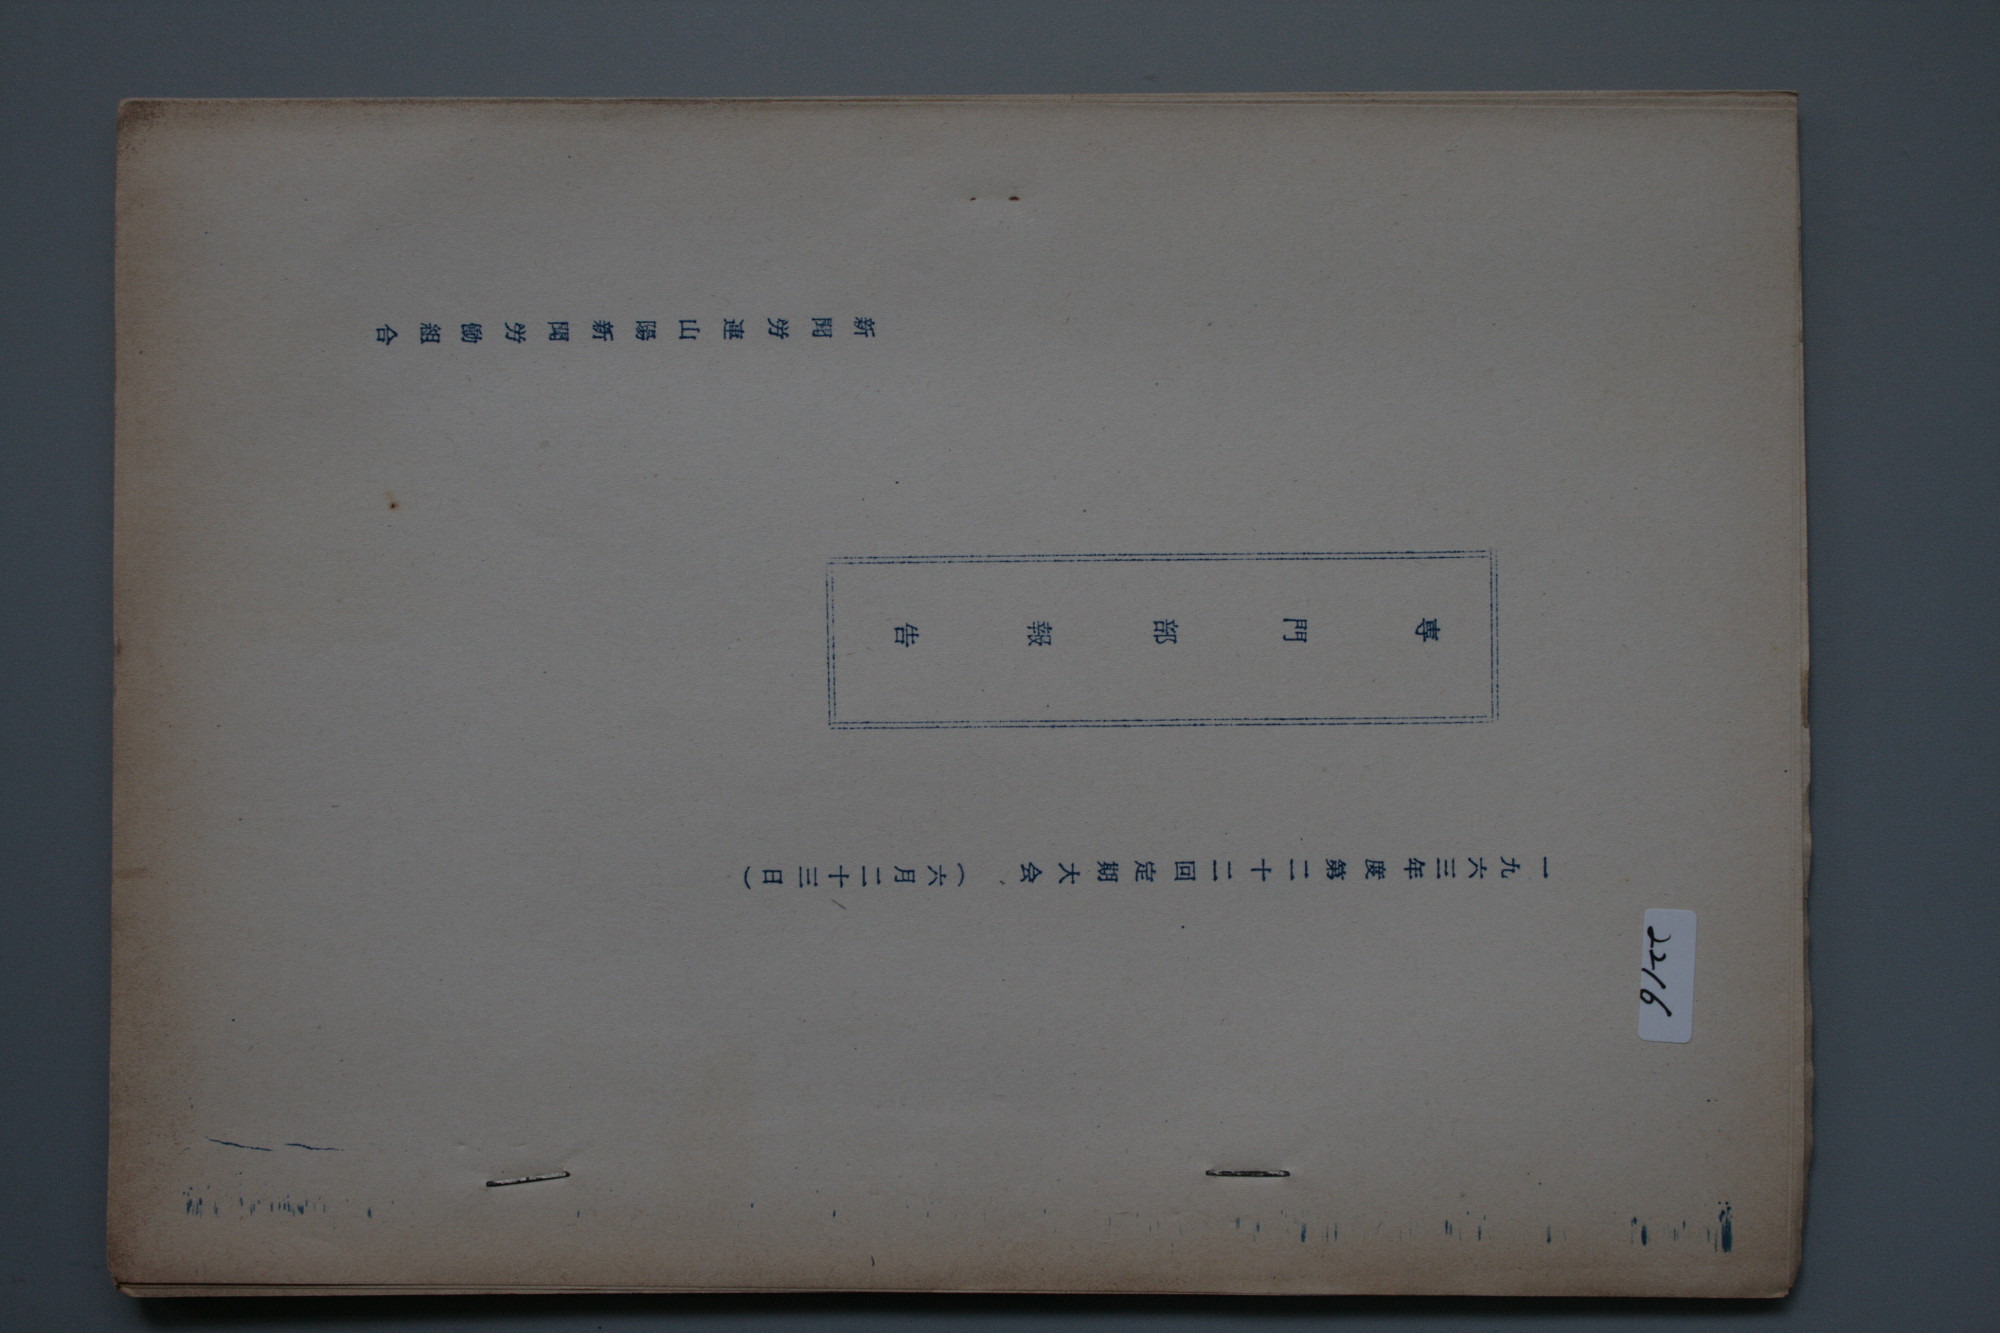 一九六三年度第二十二回定期大会、(六月二十三日)
専門部報告
新聞労連山陽新聞労働組合
2216